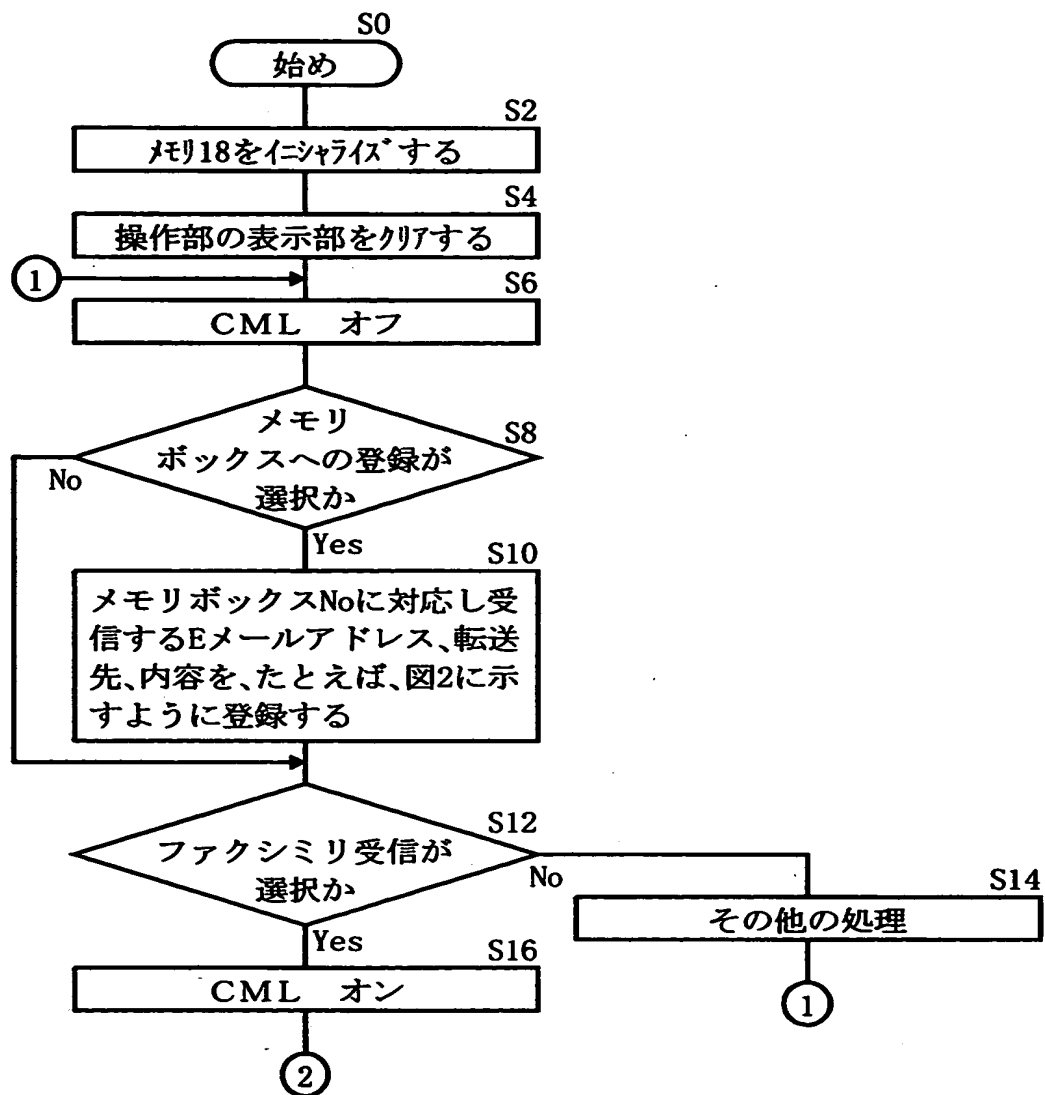 S0
始め
S2
メモリ18をイニシャライズする
S4
操作部の表示部をクリアする
1
S6
CML オフ
メモリ
S8
ボックスへの登録が
No
選択か
Yes
S10
メモリボックスNoに対応し受
信するEメールアドレス、転送
先、内容を、たとえば、図2に示
すように登録する
S12
ファクシミリ受信が
No
選択か
S14
その他の処理
Yes
S16
CML オン
1
2